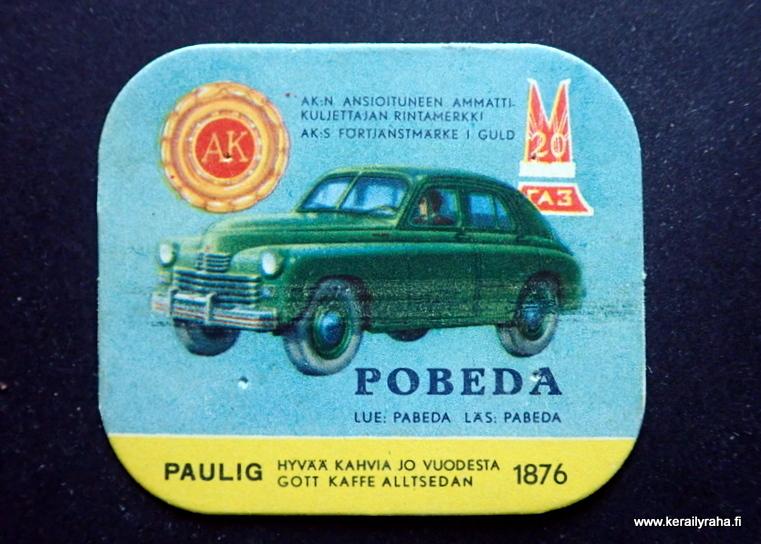 AK
AK:N ANSIOITUNEEN AMMATTI-
KULJETTAJAN RINTAMERKKI
AK:S FÖRTJÄNSTMÄRKE I GULD
M
20
ГАЗ
POBEDA
LUE: PABEDA LÄS: PABEDA
PAULIG
HYVÄÄ KAHVIA JO VUODESTA
GOTT KAFFE ALLTSEDAN
1876
www.kerailyraha.fi